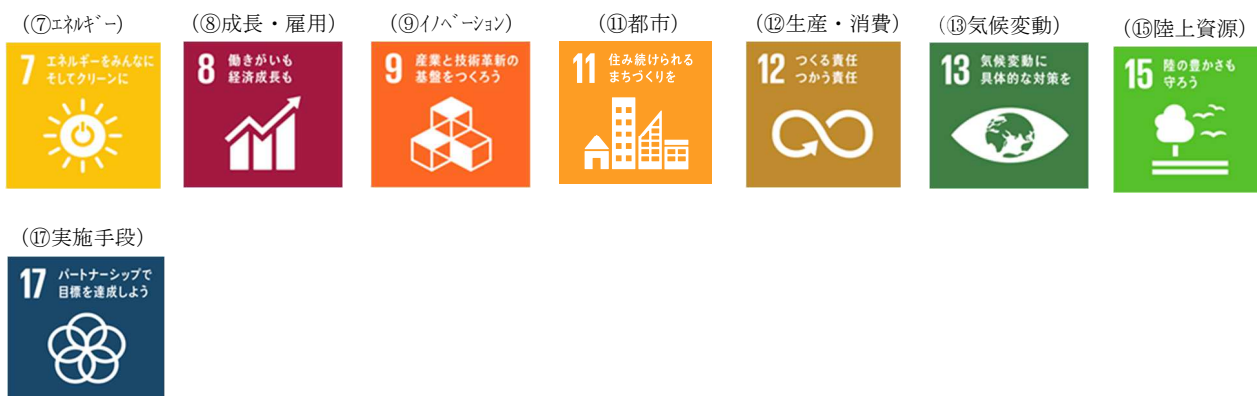 (⑦ｴﾈﾙｷﾞｰ)
(⑧成長・雇用)
(⑨ｲﾉﾍﾞｰｼｮﾝ)
(⑪都市)
(⑫生産・消費)
(⑬気候変動)
(⑮陸上資源)
7 エネルギーをみんなに
そしてクリーンに
8 働きがいも
経済成長も
9 産業と技術革新の
基盤をつくろう
11 住み続けられる
まちづくりを
12 つくる責任
つかう責任
13 気候変動に
具体的な対策を
15 陸の豊かさも
守ろう
(⑰実施手段)
17 パートナーシップで
目標を達成しよう